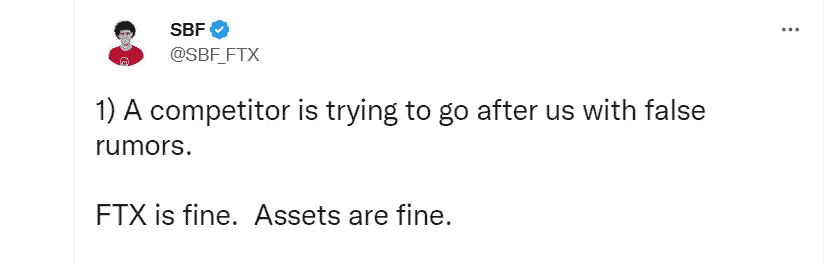 SBF
@SBF_FTX
1) A competitor is trying to go after us with false
rumors.
FTX is fine.  Assets are fine.